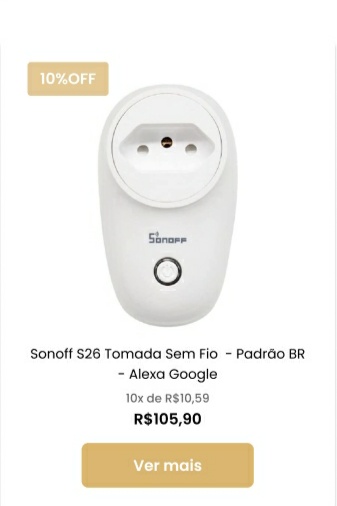 10%OFF
SONOFF
Sonoff S26 Tomada Sem Fio - Padrão BR
- Alexa Google
10x de R$10,59
R$105,90
Ver mais